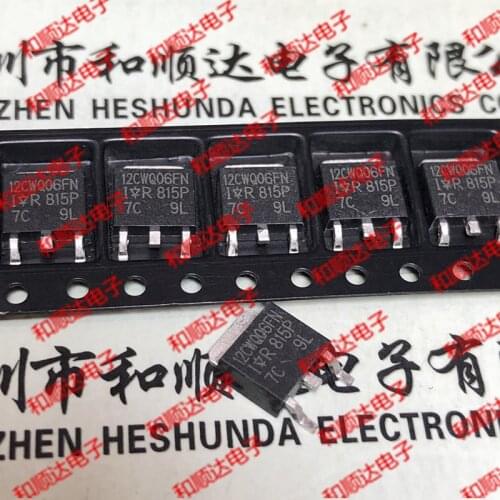 圳市和顺达电子有限公
ZHEN HESHUNDA ELECTRONICS C
12CWQ06FN
I R 815P
7C 9L
12CWQ06FN
I R 815P
7C 9L
12CWQ06FN
I R 815P
7C 9L
12CWQ06FN
I R 815P
7C 9L
12CWQ06FN
I R 815P
7C 9L
12CWQ06FN
I R 815P
7C 9L
圳市和顺达电子有限
ZHEN HESHUNDA ELECTRONICS
和顺达电子